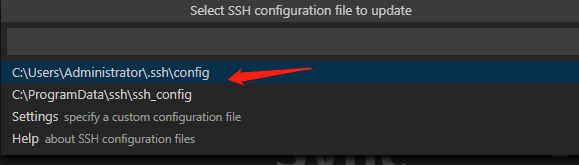 Select SSH configuration file to update
C:\Users\Administrator\.ssh\config
C:\ProgramData\ssh\ssh_config
Settings specify a custom configuration file
Help about SSH configuration files